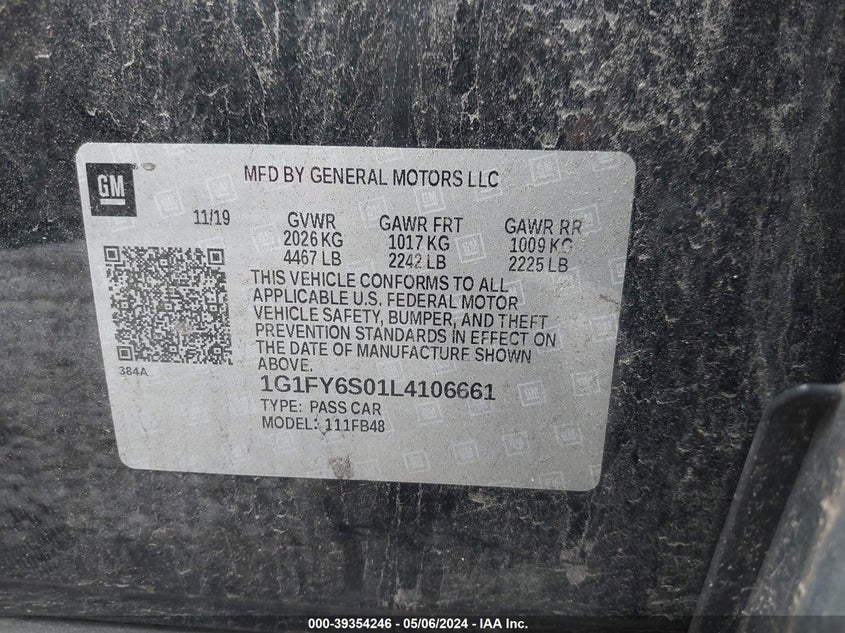 GM
MFD BY GENERAL MOTORS LLC
11/19 GVWR GAWR FRT GAWR RR
2026 KG 1017 KG 1009 KG
4467 LB 2242 LB 2225 LB
THIS VEHICLE CONFORMS TO ALL
APPLICABLE U.S. FEDERAL MOTOR
VEHICLE SAFETY, BUMPER, AND THEFT
PREVENTION STANDARDS IN EFFECT ON
THE DATE OF MANUFACTURE SHOWN
ABOVE.
384A
1G1FY6S01L4106661
TYPE: PASS CAR
MODEL: 111FB48
000-39354246 - 05/06/2024 - IAA Inc.